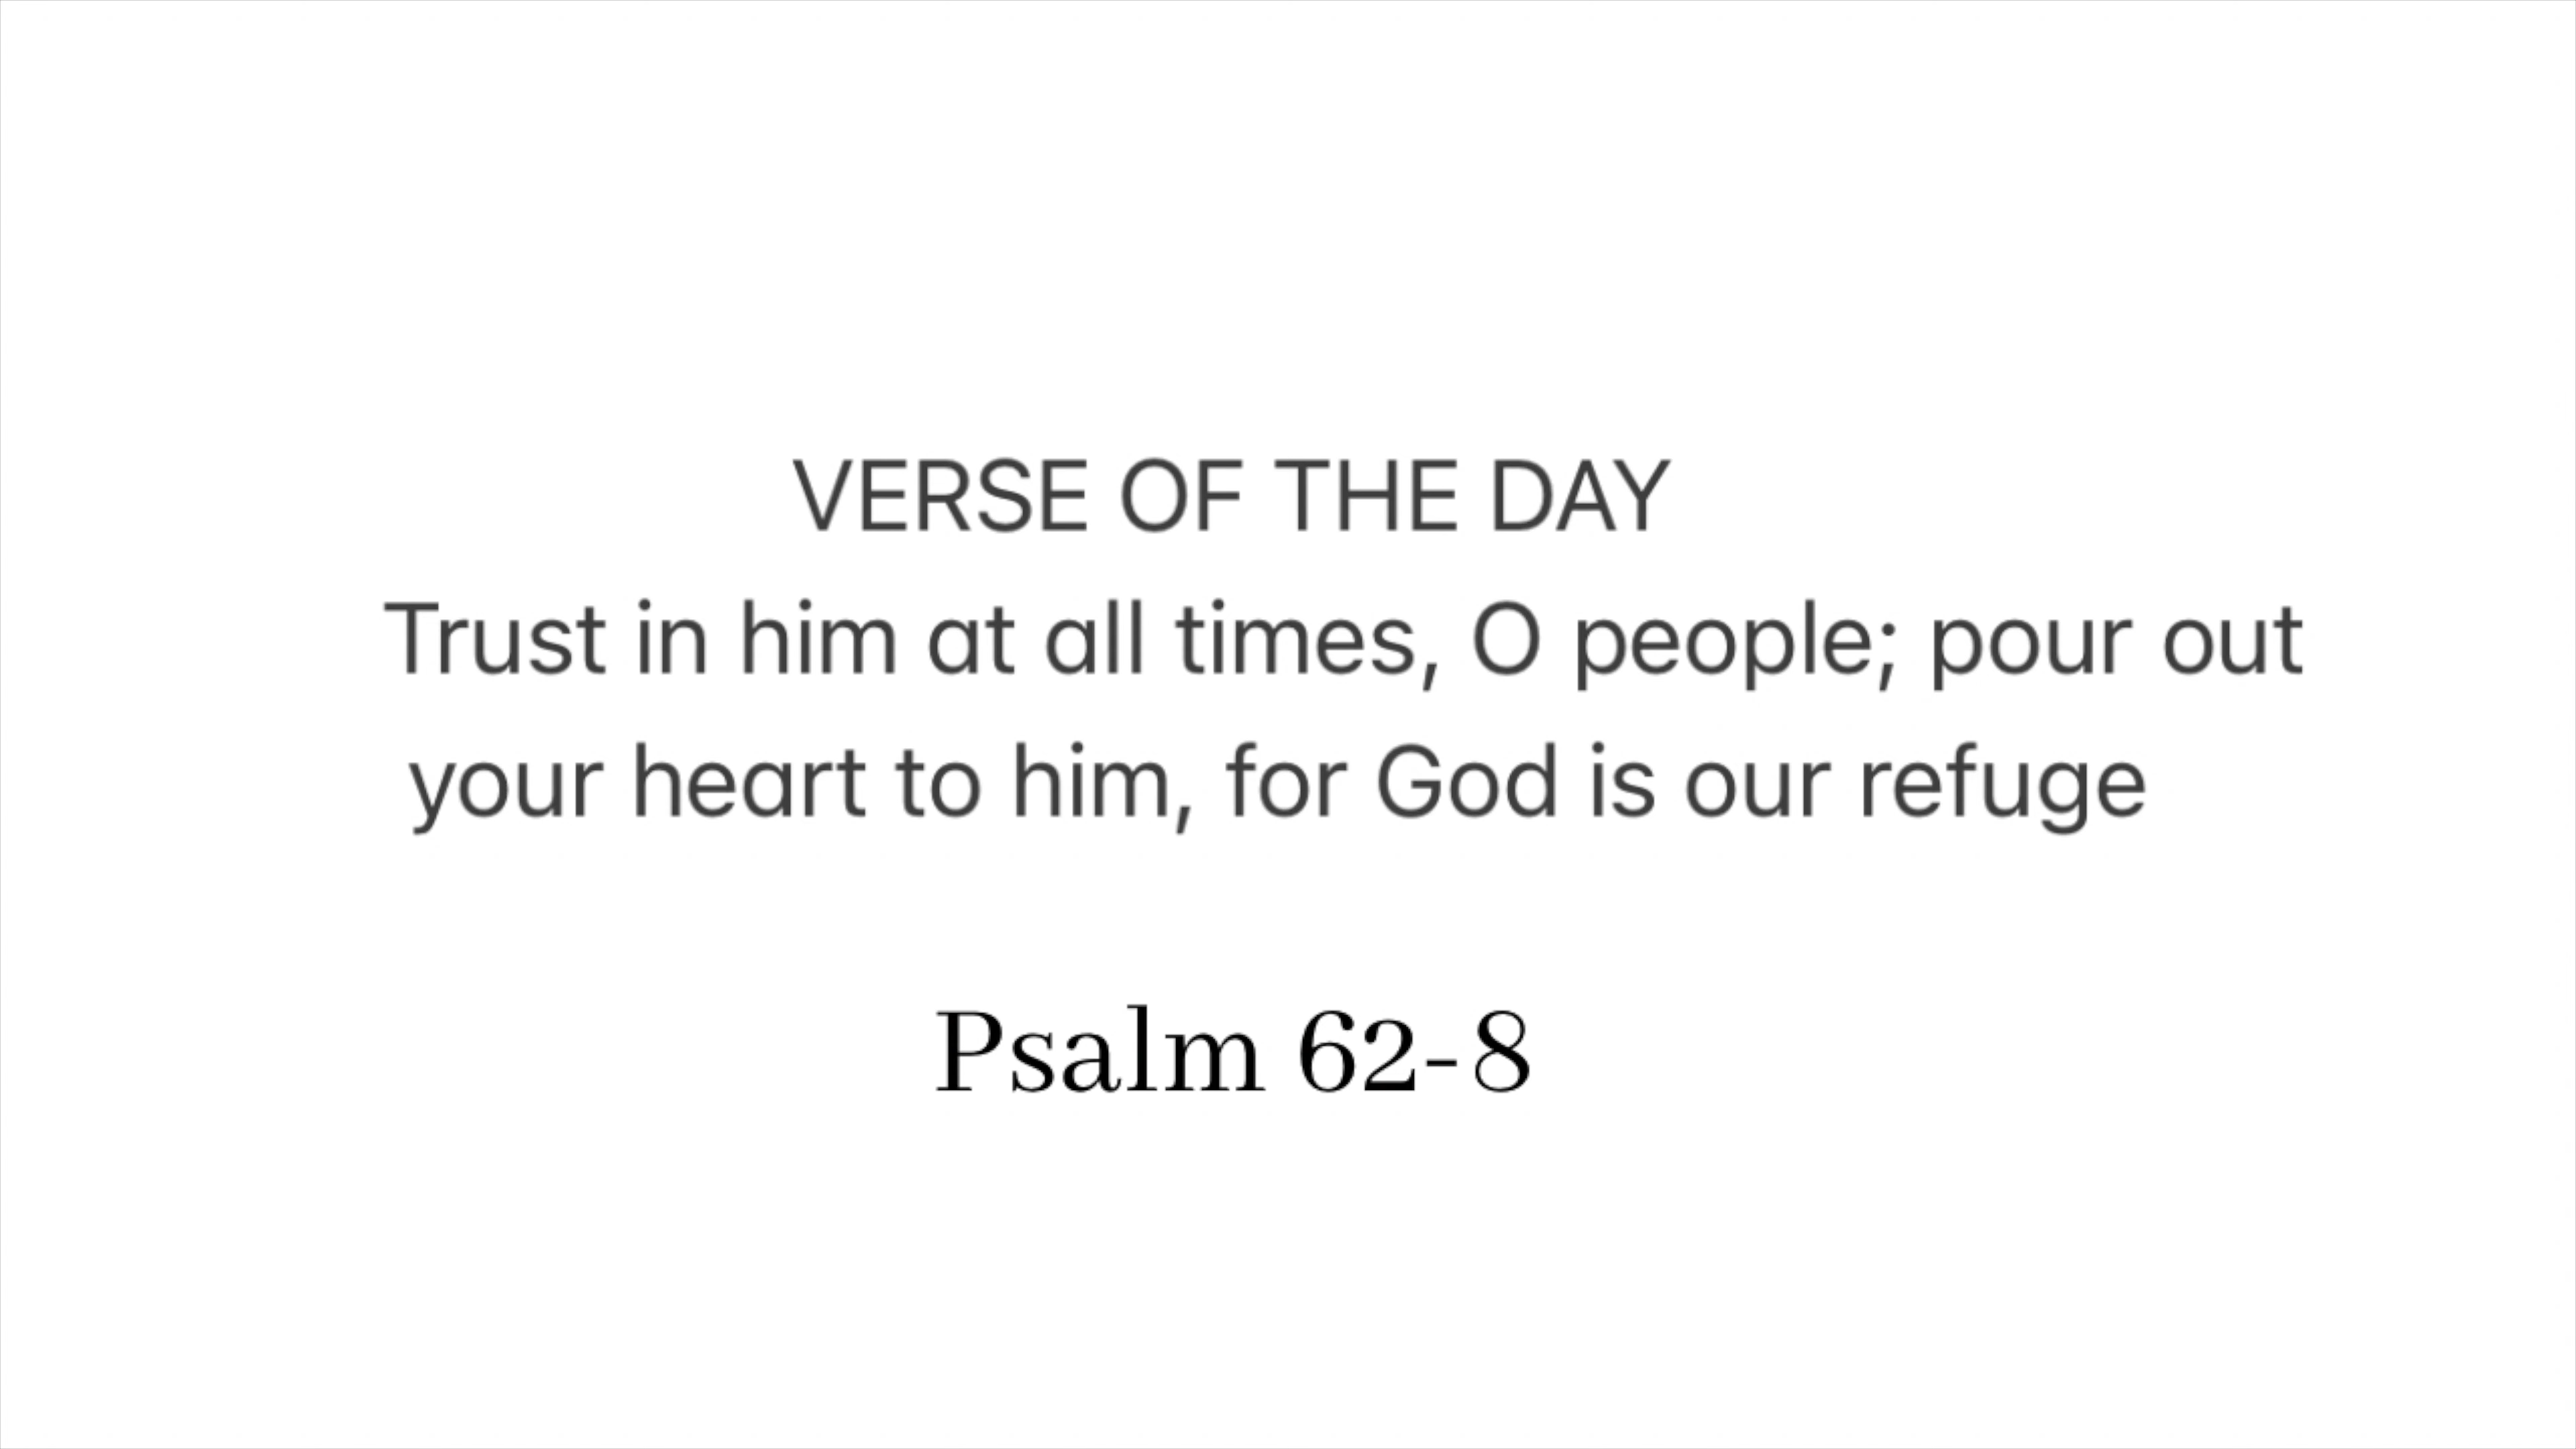 VERSE OF THE DAY
Trust in him at all times, O people; pour out
your heart to him, for God is our refuge
Psalm 62-8